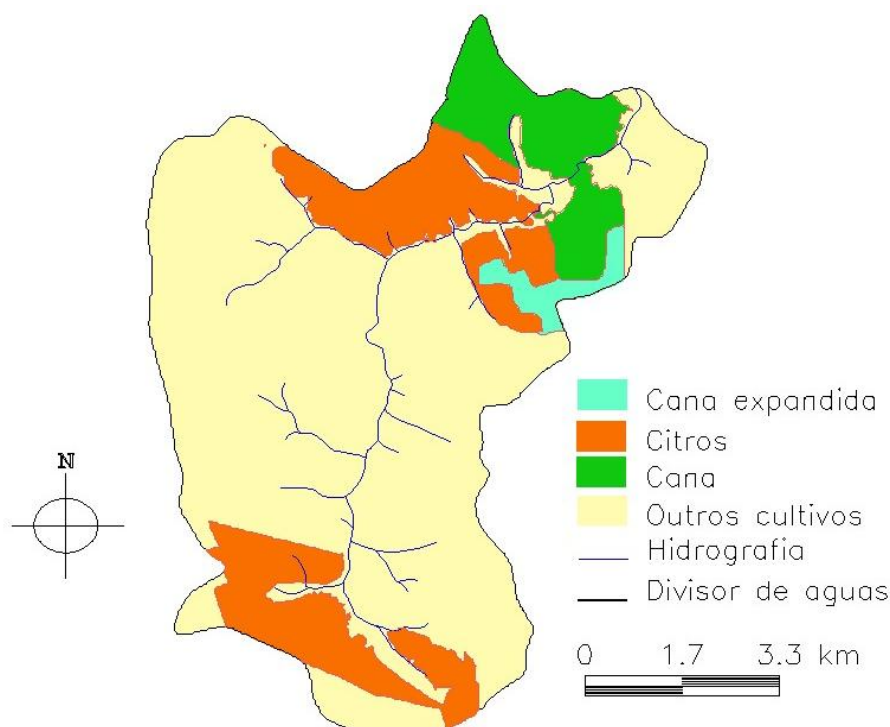 N
Cana expandida
Citros
Cana
Outros cultivos
Hidrografia
Divisor de aguas
0 1.7 3.3 km